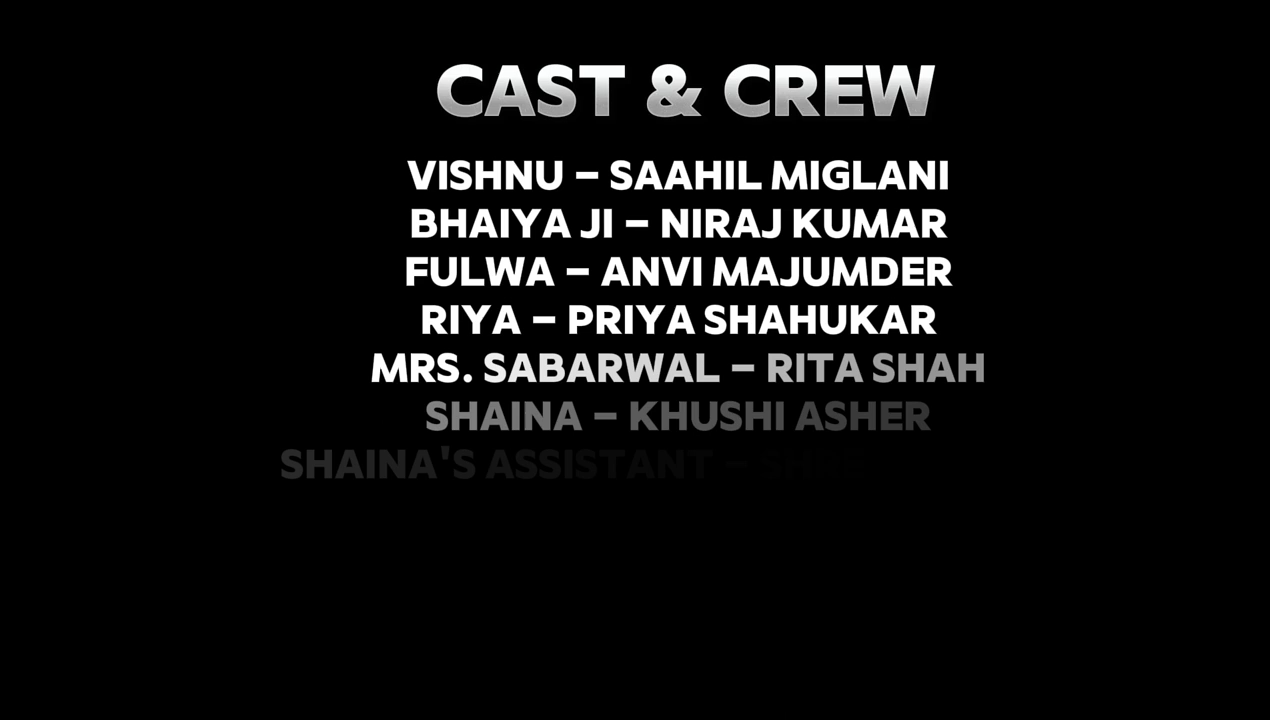 CAST & CREW
VISHNU – SAAHIL MIGLANI
BHAIYA JI – NIRAJ KUMAR
FULWA – ANVI MAJUMDER
RIYA – PRIYA SHAHUKAR
MRS. SABARWAL – RITA SHAH
SHAINA – KHUSHI ASHER
SHAINA'S ASSISTANT –